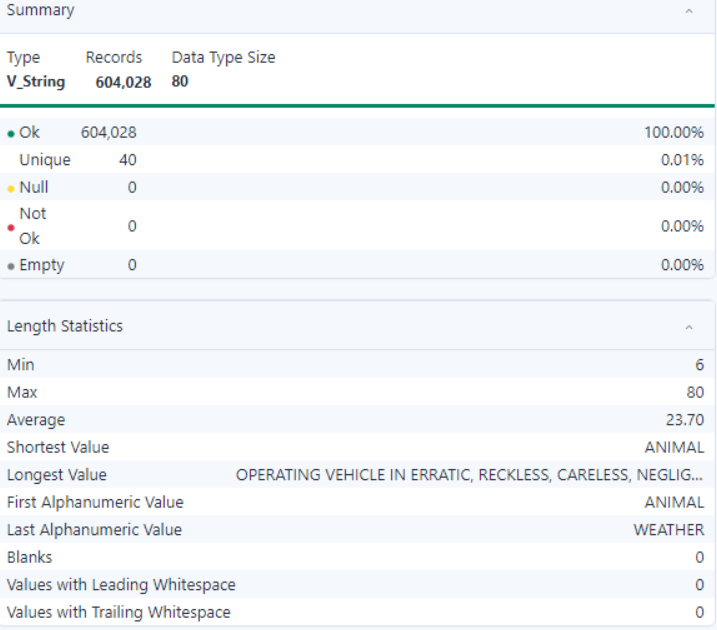 Summary
Type Records Data Type Size
V_String 604,028 80
Ok 604,028 100.00%
Unique 40 0.01%
Null 0 0.00%
Not
Ok 0 0.00%
Empty 0 0.00%
Length Statistics
Min 6
Max 80
Average 23.70
Shortest Value ANIMAL
Longest Value OPERATING VEHICLE IN ERRATIC, RECKLESS, CARELESS, NEGLIG...
First Alphanumeric Value ANIMAL
Last Alphanumeric Value WEATHER
Blanks 0
Values with Leading Whitespace 0
Values with Trailing Whitespace 0